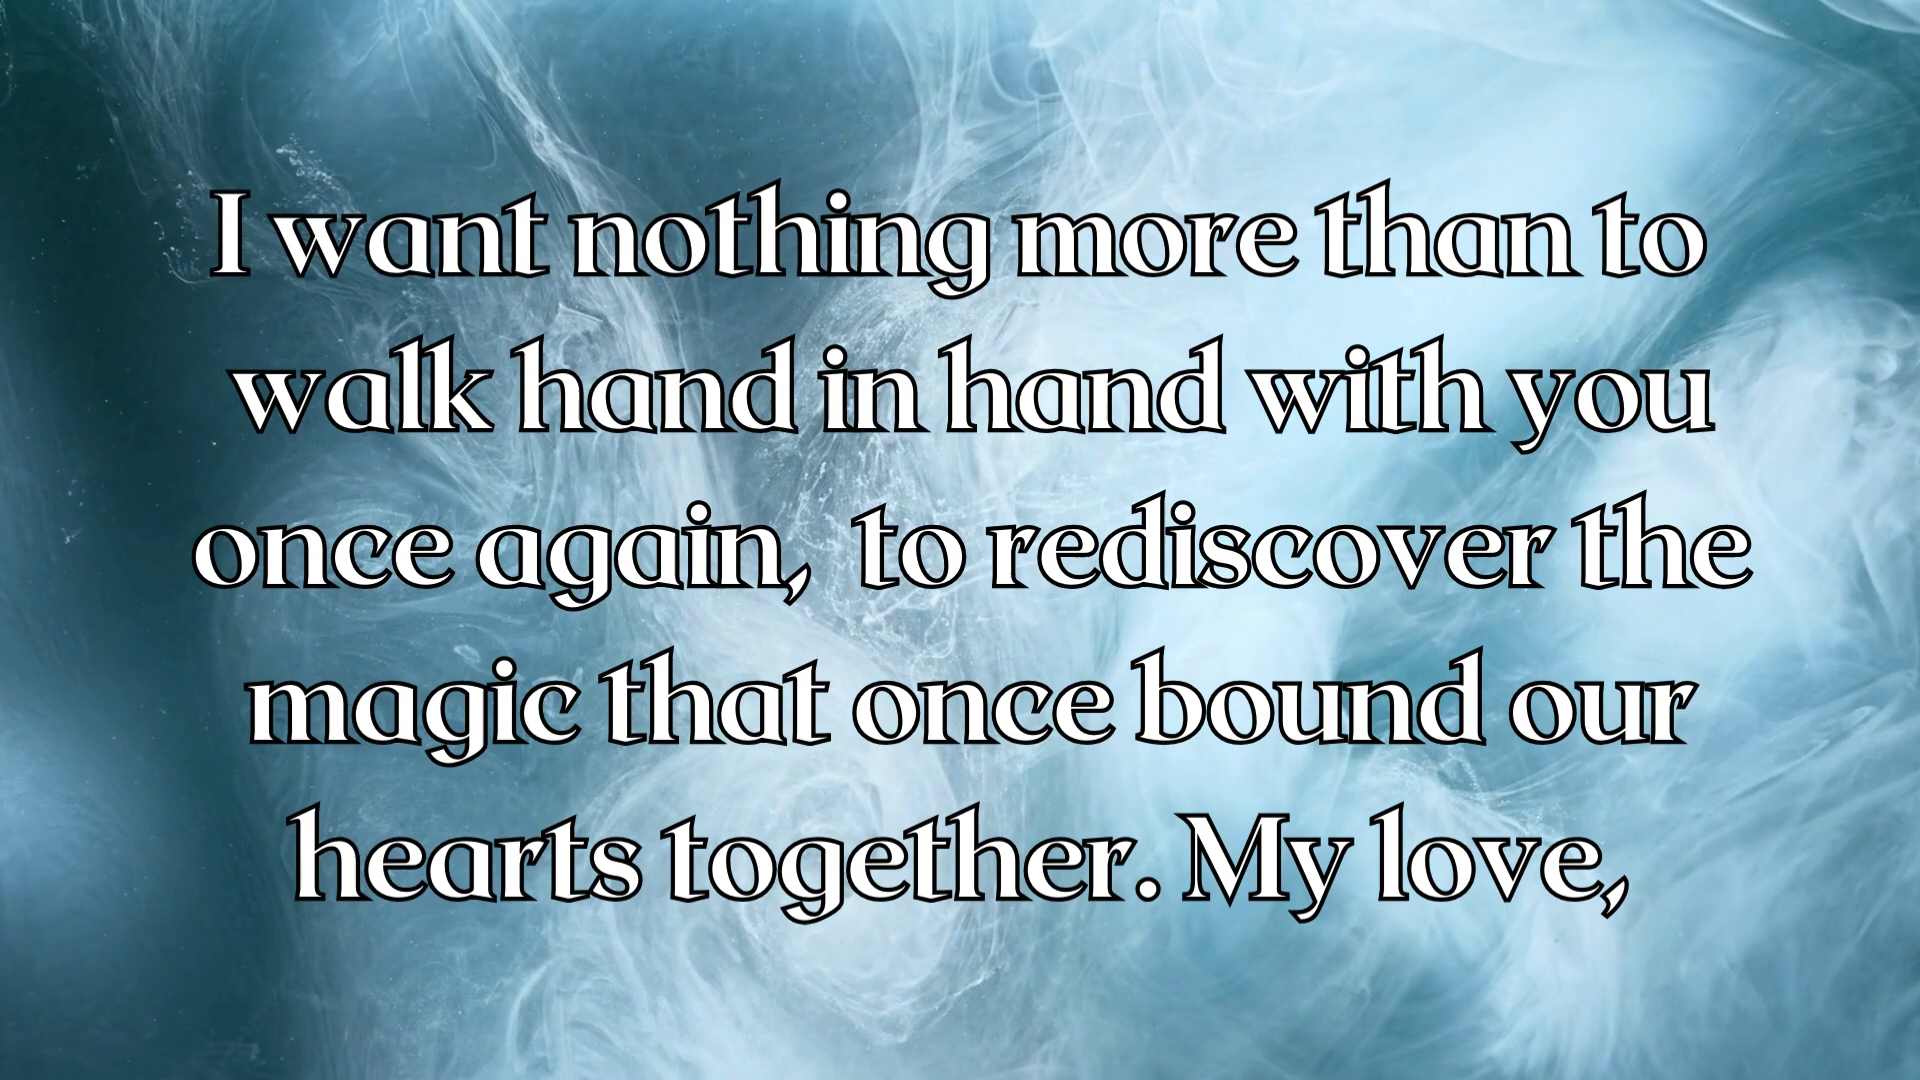 I want nothing more than to
walk hand in hand with you
once again,  to rediscover the
magic that once bound our
hearts together. My love,